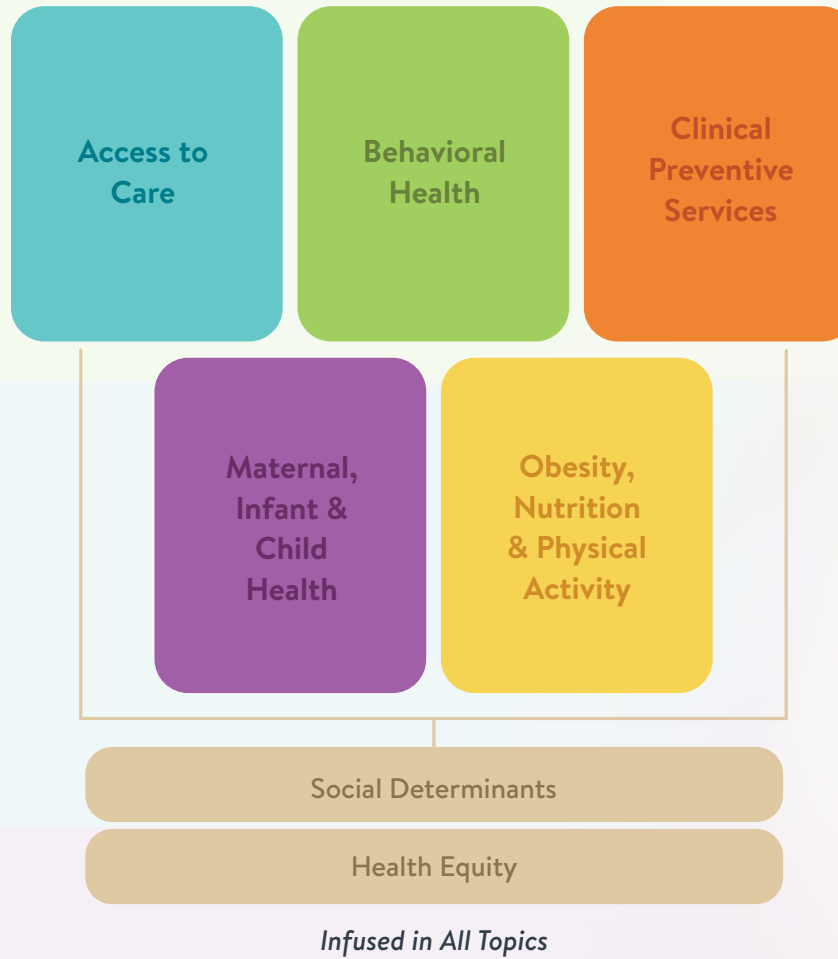 Access to
Care
Behavioral
Health
Clinical
Preventive
Services
Maternal,
Infant &
Child
Health
Obesity,
Nutrition
& Physical
Activity
Social Determinants
Health Equity
Infused in All Topics